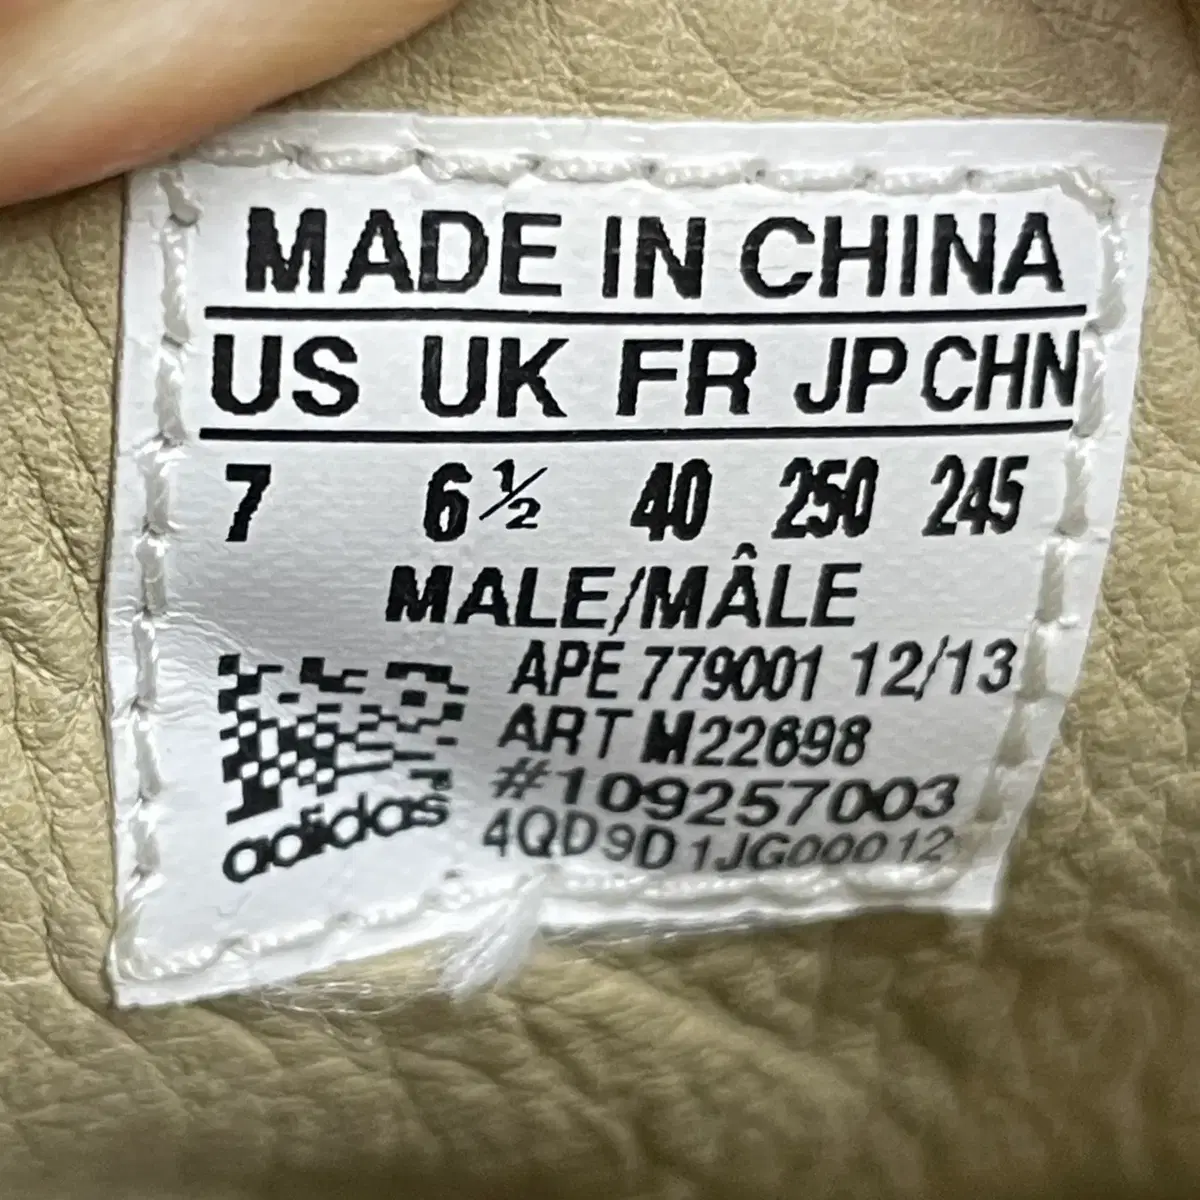 MADE IN CHINA
US UK FR JP CHN
7 6½ 40 250 245
MALE/MÂLE
APE 779001 12/13
ART M22698
#109257003
4QD9D1JG00012
adidas